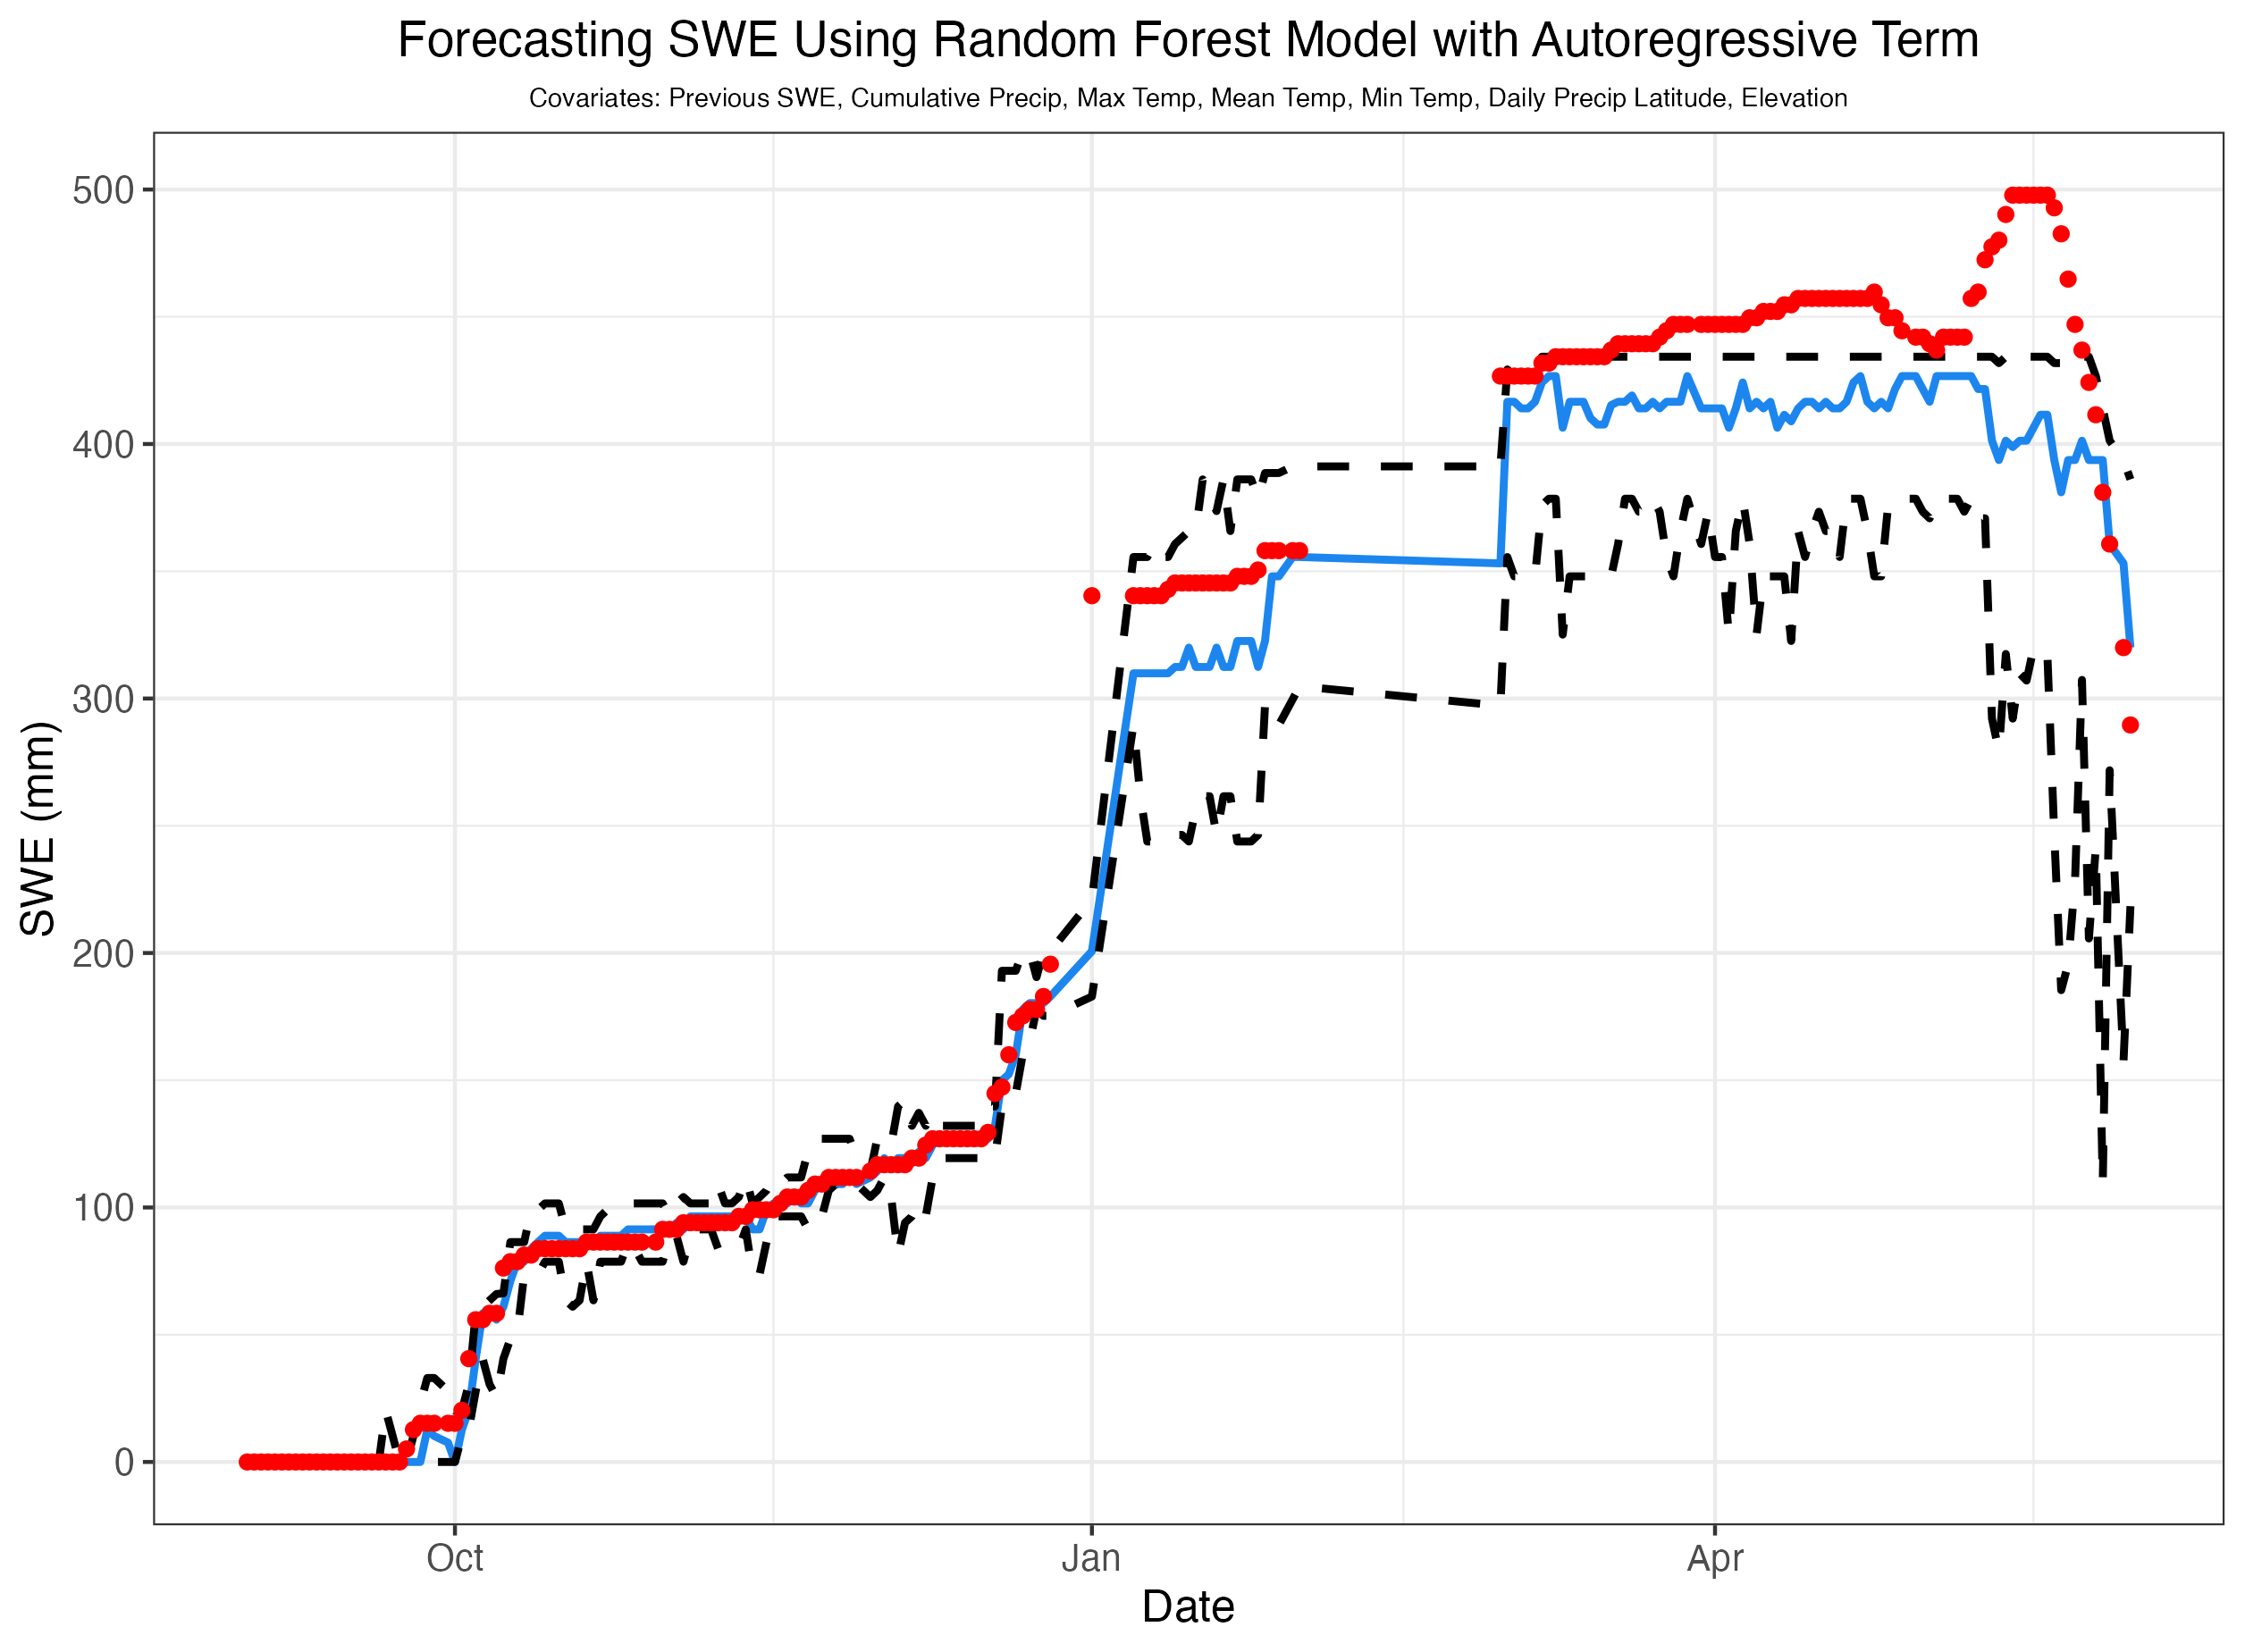 Forecasting SWE Using Random Forest Model with Autoregressive Term
Covariates: Previous SWE, Cumulative Precip, Max Temp, Mean Temp, Min Temp, Daily Precip Latitude, Elevation
SWE (mm)
500
400
300
200
100
0
Oct
Jan
Apr
Date